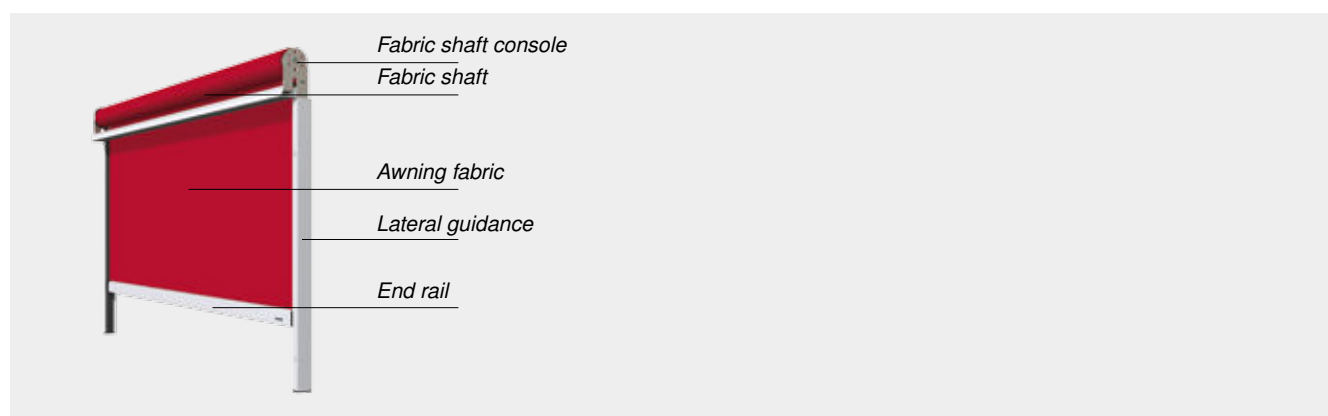 Fabric shaft console
Fabric shaft
Awning fabric
Lateral guidance
End rail